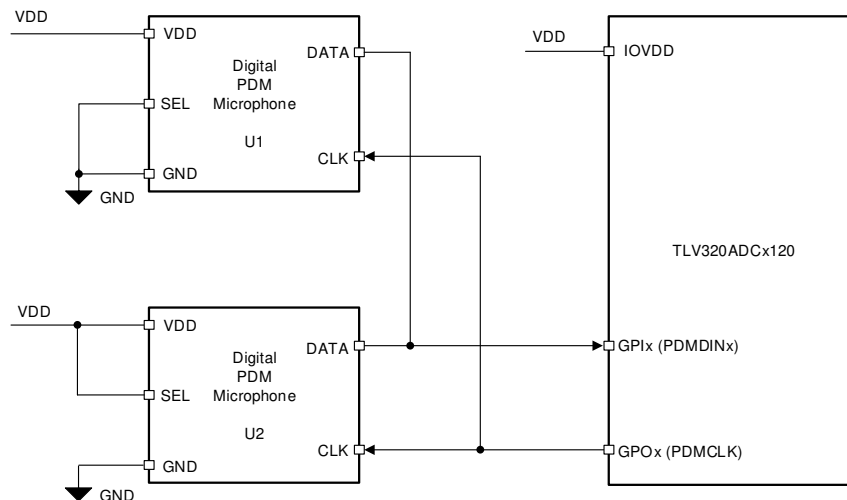 VDD
VDD
SEL
GND
GND
Digital
PDM
Microphone
U1
DATA
CLK
VDD
IOVDD
TLV320ADCx120
GPIx (PDMDINx)
GPOx (PDMCLK)
VDD
VDD
SEL
GND
GND
Digital
PDM
Microphone
U2
DATA
CLK